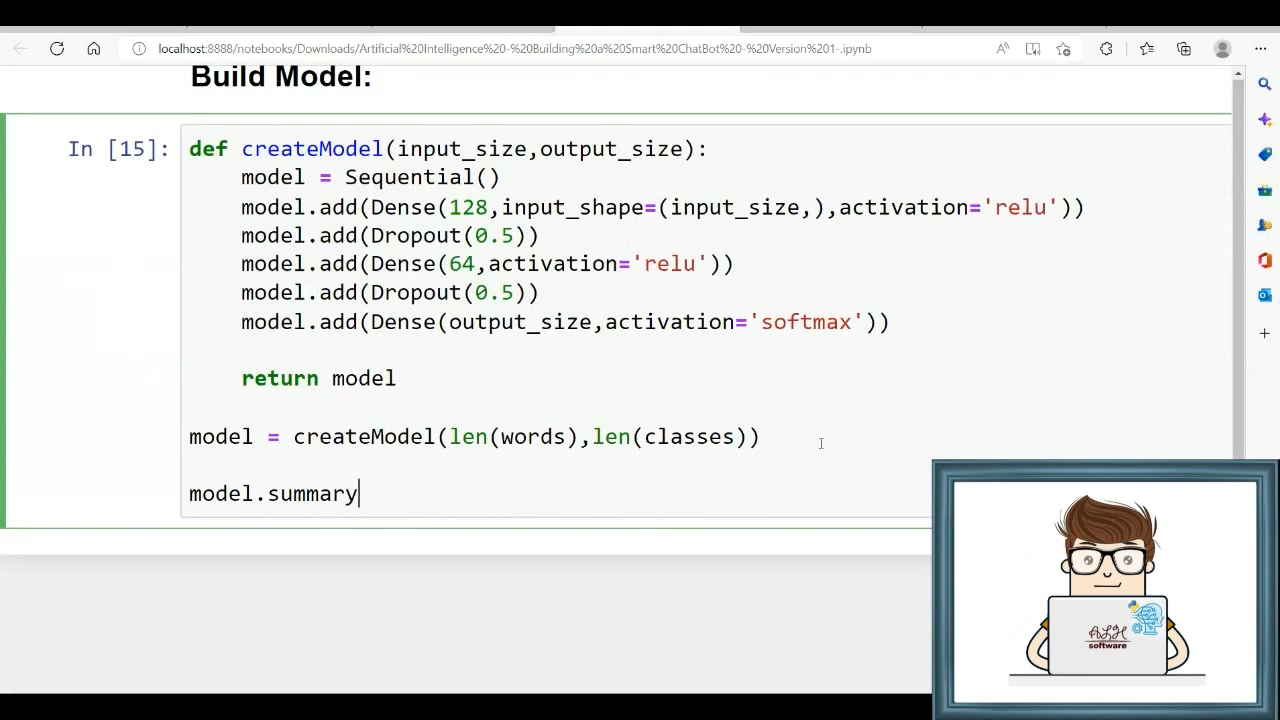 localhost:8888/notebooks/Downloads/Artificial%20Intelligence%20-%20Building%20a%20Smart%20ChatBot%20-%20Version%201-.ipynb
Build Model:
In [15]:
def createModel(input_size,output_size):
    model = Sequential()
    model.add(Dense(128,input_shape=(input_size,),activation='relu'))
    model.add(Dropout(0.5))
    model.add(Dense(64,activation='relu'))
    model.add(Dropout(0.5))
    model.add(Dense(output_size,activation='softmax'))
    return model
model = createModel(len(words),len(classes))
model.summary
ALH
software